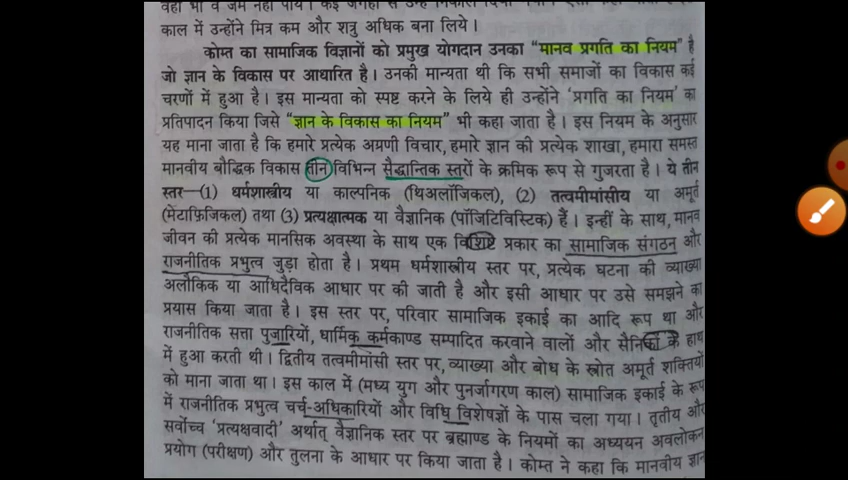 वहां भी वे जम नहीं पाये। कई जगहों से उन्हें निकाल दिया गया।
काल में उन्होंने मित्र कम और शत्रु अधिक बना लिये ।
कोम्त का सामाजिक विज्ञानों को प्रमुख योगदान उनका “मानव प्रगति का नियम” है
जो ज्ञान के विकास पर आधारित है। उनकी मान्यता थी कि सभी समाजों का विकास कई
चरणों में हुआ है। इस मान्यता को स्पष्ट करने के लिये ही उन्होंने ‘प्रगति का नियम’ का
प्रतिपादन किया जिसे “ज्ञान के विकास का नियम” भी कहा जाता है। इस नियम के अनुसार
यह माना जाता है कि हमारे प्रत्येक अग्रणी विचार, हमारे ज्ञान की प्रत्येक शाखा, हमारा समस्त
मानवीय बौद्धिक विकास तीन विभिन्न सैद्धान्तिक स्तरों के क्रमिक रूप से गुजरता है। ये तीन
स्तर—(1) धर्मशास्त्रीय या काल्पनिक (थिअलॉजिकल), (2) तत्वमीमांसीय या अमूर्त
(मेटाफ़िजिकल) तथा (3) प्रत्यक्षात्मक या वैज्ञानिक (पॉजिटिविस्टिक) हैं। इन्हीं के साथ, मानव
जीवन की प्रत्येक मानसिक अवस्था के साथ एक विशिष्ट प्रकार का सामाजिक संगठन और
राजनीतिक प्रभुत्व जुड़ा होता है। प्रथम धर्मशास्त्रीय स्तर पर, प्रत्येक घटना की व्याख्या
अलौकिक या आधिदैविक आधार पर की जाती है और इसी आधार पर उसे समझने का
प्रयास किया जाता है। इस स्तर पर, परिवार सामाजिक इकाई का आदि रूप था और
राजनीतिक सत्ता पुजारियों, धार्मिक कर्मकाण्ड सम्पादित करवाने वालों और सैनिकों के हाथ
में हुआ करती थी। द्वितीय तत्वमीमांसी स्तर पर, व्याख्या और बोध के स्त्रोत अमूर्त शक्तियों
को माना जाता था। इस काल में (मध्य युग और पुनर्जागरण काल) सामाजिक इकाई के रूप
में राजनीतिक प्रभुत्व चर्च-अधिकारियों और विधि विशेषज्ञों के पास चला गया। तृतीय और
सर्वोच्च ‘प्रत्यक्षवादी’ अर्थात् वैज्ञानिक स्तर पर ब्रह्माण्ड के नियमों का अध्ययन अवलोकन
प्रयोग (परीक्षण) और तुलना के आधार पर किया जाता है। कोम्त ने कहा कि मानवीय ज्ञान